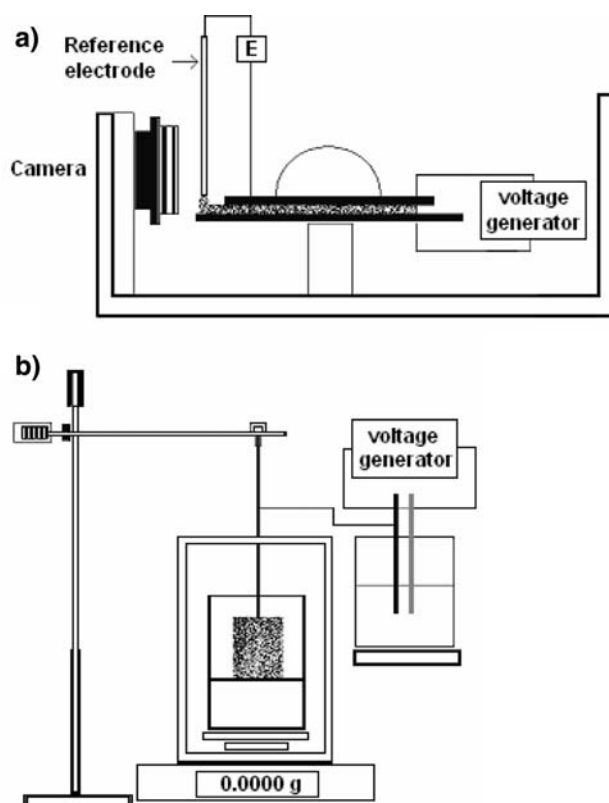 a)
Reference
electrode
E
Camera
voltage
generator
b)
voltage
generator
0.0000 g